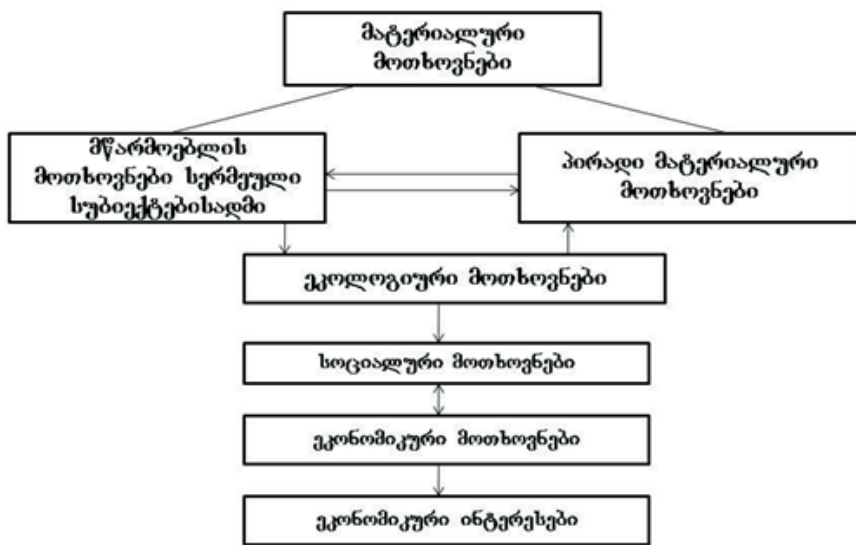 მატერიალური
მოთხოვნები
მწარმოებლის
მოთხოვნები სერმეული
სუბიექტებისადმი
პირადი მატერიალური
მოთხოვნები
ეკოლოგიური მოთხოვნები
სოციალური მოთხოვნები
ეკონომიკური მოთხოვნები
ეკონომიკური ინტერესები